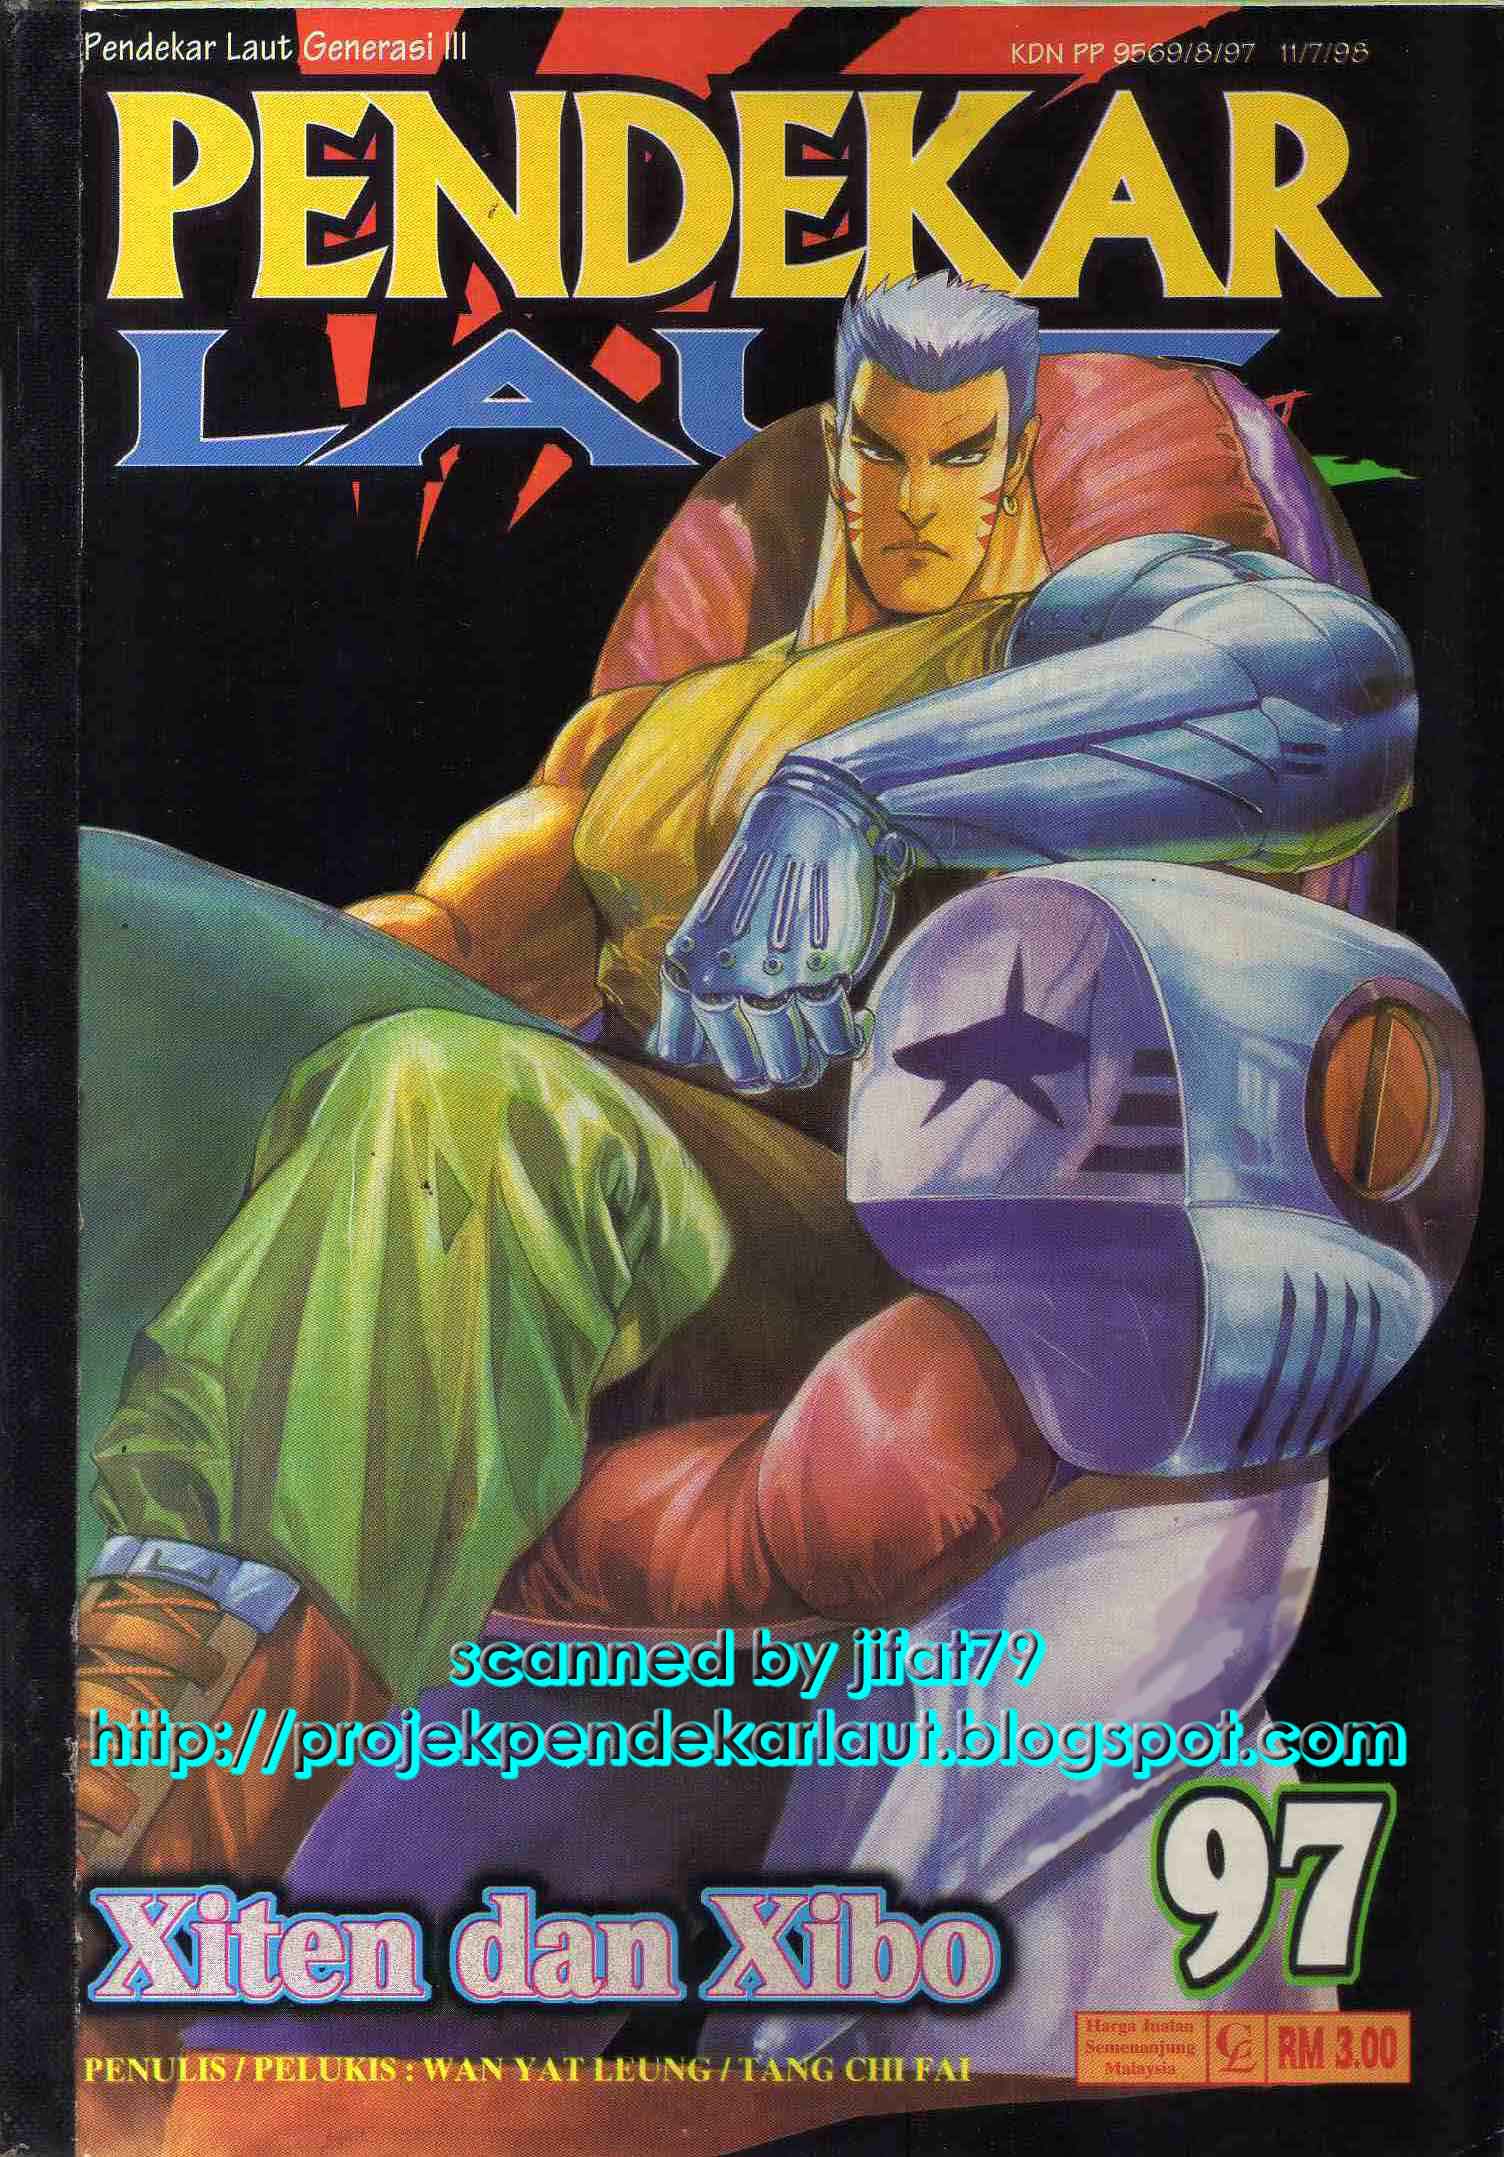 Pendekar Laut Generasi III
KDN PP 9569/8/97 11/7/98
PENDEKAR
LAUT
scanned by jifat79
http://projekpendekarlaut.blogspot.com
97
Xiten dan Xibo
Harga Jualan
Semenanjung
Malaysia
CE
RM 3.00
PENULIS / PELUKIS : WAN YAT LEUNG / TANG CHI FAI